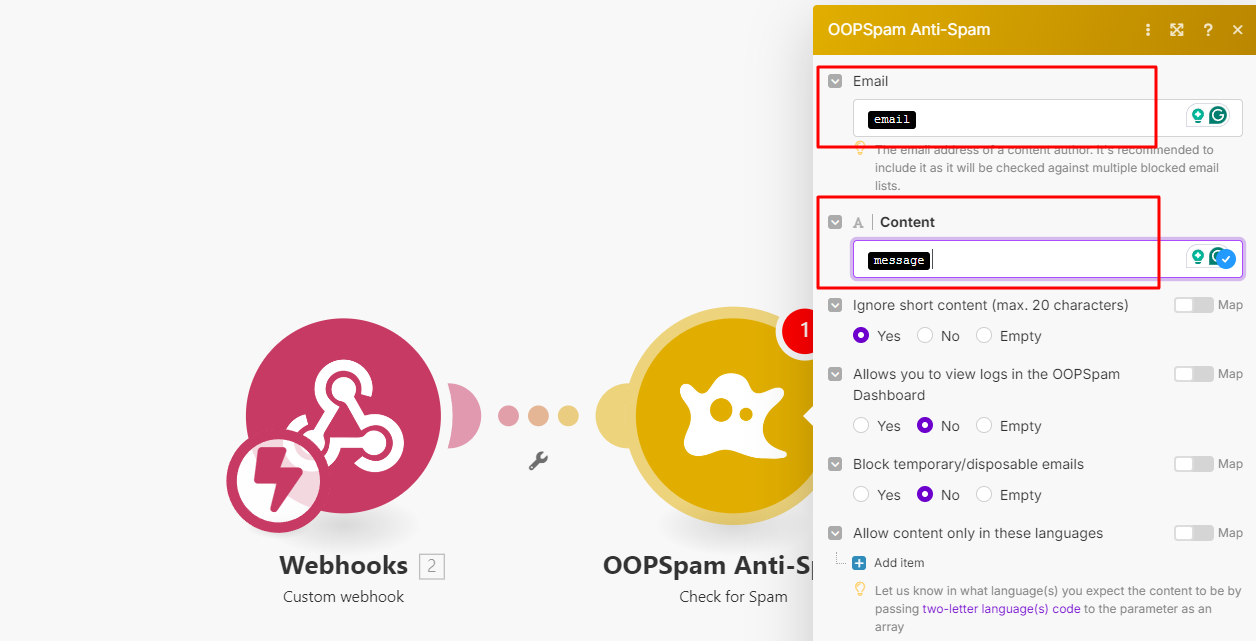 OOPSpam Anti-Spam
?
Email
email
The email address of a content author. It's recommended to
include it as it will be checked against multiple blocked email
lists.
A
Content
message
Ignore short content (max. 20 characters)
Map
Yes No Empty
Allows you to view logs in the OOPSpam
Map
Dashboard
Yes No Empty
Block temporary/disposable emails
Map
Yes No Empty
Allow content only in these languages
Map
Add item
Let us know in what language(s) you expect the content to be by
passing two-letter language(s) code to the parameter as an
array
1
Webhooks 2
Custom webhook
OOPSpam Anti-Sp
Check for Spam